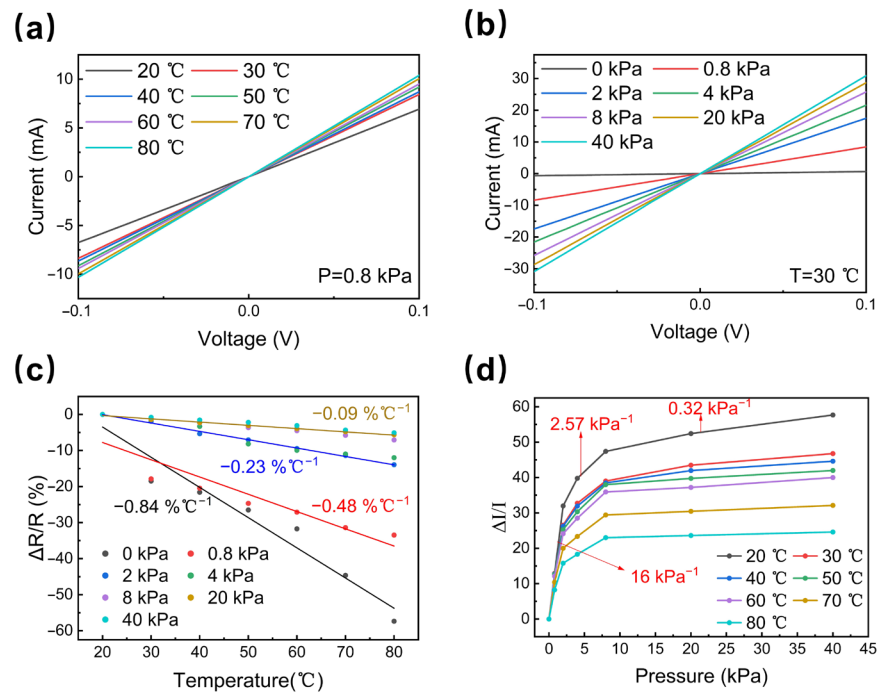 (a)
20 ℃ 30 ℃
40 ℃ 50 ℃
60 ℃ 70 ℃
80 ℃
10
5
0
−5
−10
Current (mA)
P=0.8 kPa
−0.1 0.0 0.1
Voltage (V)
(b)
0 kPa 0.8 kPa
2 kPa 4 kPa
8 kPa 20 kPa
40 kPa
30
20
10
0
−10
−20
−30
Current (mA)
T=30 ℃
−0.1 0.0 0.1
Voltage (V)
(c)
0
−10
−20
−30
−40
−50
−60
ΔR/R (%)
−0.09 %℃⁻¹
−0.23 %℃⁻¹
−0.84 %℃⁻¹
−0.48 %℃⁻¹
0 kPa 0.8 kPa
2 kPa 4 kPa
8 kPa 20 kPa
40 kPa
20 30 40 50 60 70 80
Temperature(℃)
(d)
60
50
40
30
20
10
0
ΔI/I
2.57 kPa⁻¹
0.32 kPa⁻¹
16 kPa⁻¹
20 ℃ 30 ℃
40 ℃ 50 ℃
60 ℃ 70 ℃
80 ℃
0 5 10 15 20 25 30 35 40 45
Pressure (kPa)